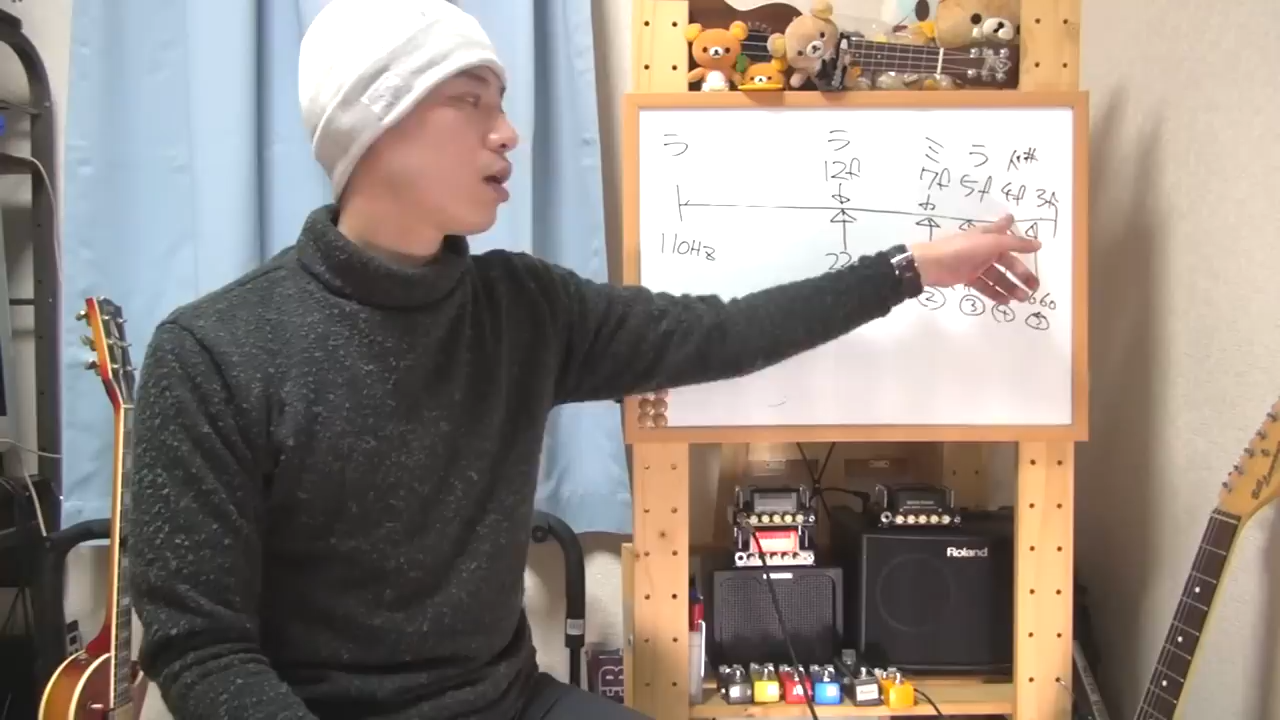 ラ ラ ミ ラ ド#
12f 7f 5f 4f 3f
110Hz 22
660
② ③ ④ ⑤
Roland